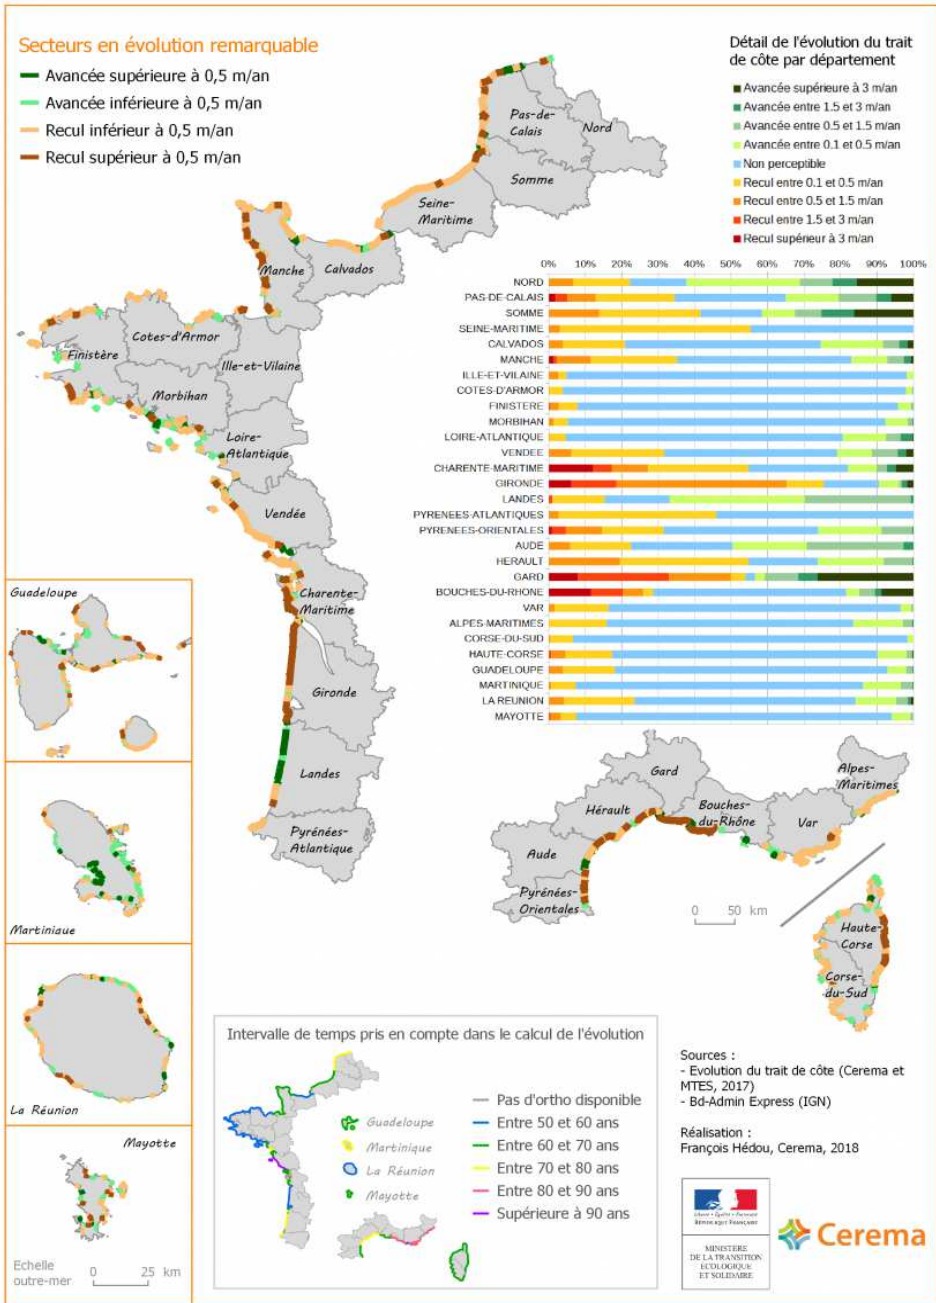 Secteurs en évolution remarquable
Avancée supérieure à 0,5 m/an
Avancée inférieure à 0,5 m/an
Recul inférieur à 0,5 m/an
Recul supérieur à 0,5 m/an
Pas-de-
Calais
Nord
Somme
Seine-
Maritime
Manche
Calvados
Cotes-d'Armor
Finistère
Ille-et-Vilaine
Morbihan
Loire-
Atlantique
Vendée
Charente-
Maritime
Gironde
Landes
Pyrénées-
Atlantique
Détail de l'évolution du trait
de côte par département
Avancée supérieure à 3 m/an
Avancée entre 1.5 et 3 m/an
Avancée entre 0.5 et 1.5 m/an
Avancée entre 0.1 et 0.5 m/an
Non perceptible
Recul entre 0.1 et 0.5 m/an
Recul entre 0.5 et 1.5 m/an
Recul entre 1.5 et 3 m/an
Recul supérieur à 3 m/an
0% 10% 20% 30% 40% 50% 60% 70% 80% 90% 100%
NORD
PAS-DE-CALAIS
SOMME
SEINE-MARITIME
CALVADOS
MANCHE
ILLE-ET-VILAINE
COTES-D'ARMOR
FINISTERE
MORBIHAN
LOIRE-ATLANTIQUE
VENDEE
CHARENTE-MARITIME
GIRONDE
LANDES
PYRENEES-ATLANTIQUES
PYRENEES-ORIENTALES
AUDE
HERAULT
GARD
BOUCHES-DU-RHONE
VAR
ALPES-MARITIMES
CORSE-DU-SUD
HAUTE-CORSE
GUADELOUPE
MARTINIQUE
LA REUNION
MAYOTTE
Guadeloupe
Martinique
La Réunion
Mayotte
Echelle
outre-mer
0 25 km
Gard
Alpes-
Maritimes
Hérault
Bouches-
du-Rhône
Var
Aude
Pyrénées-
Orientales
0 50 km
Haute-
Corse
Corse-
du-Sud
Intervalle de temps pris en compte dans le calcul de l'évolution
Guadeloupe
Martinique
La Réunion
Mayotte
Pas d'ortho disponible
Entre 50 et 60 ans
Entre 60 et 70 ans
Entre 70 et 80 ans
Entre 80 et 90 ans
Supérieure à 90 ans
Sources :
- Evolution du trait de côte (Cerema et
MTES, 2017)
- Bd-Admin Express (IGN)
Réalisation :
François Hédou, Cerema, 2018
Liberté • Égalité • Fraternité
RÉPUBLIQUE FRANÇAISE
MINISTERE
DE LA TRANSITION
ECOLOGIQUE
ET SOLIDAIRE
Cerema